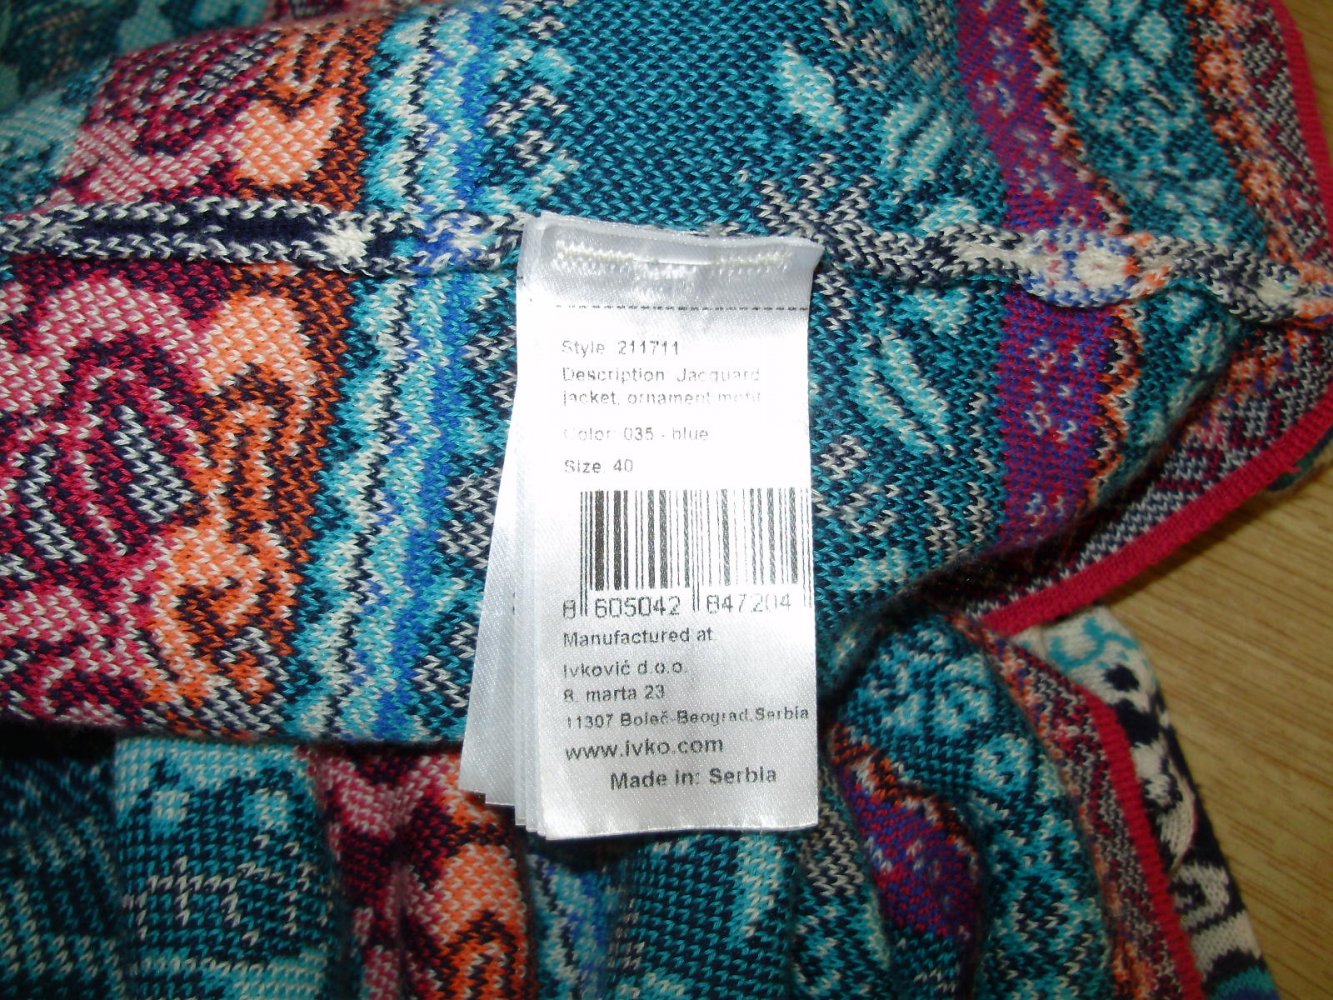 Style: 211711
Description: Jacquard
jacket, ornament motif
Color: 035 - blue
Size: 40
8 605042 847204
Manufactured at:
Ivković d.o.o.
8. marta 23
11307 Boleč-Beograd,Serbia
www.ivko.com
Made in: Serbia